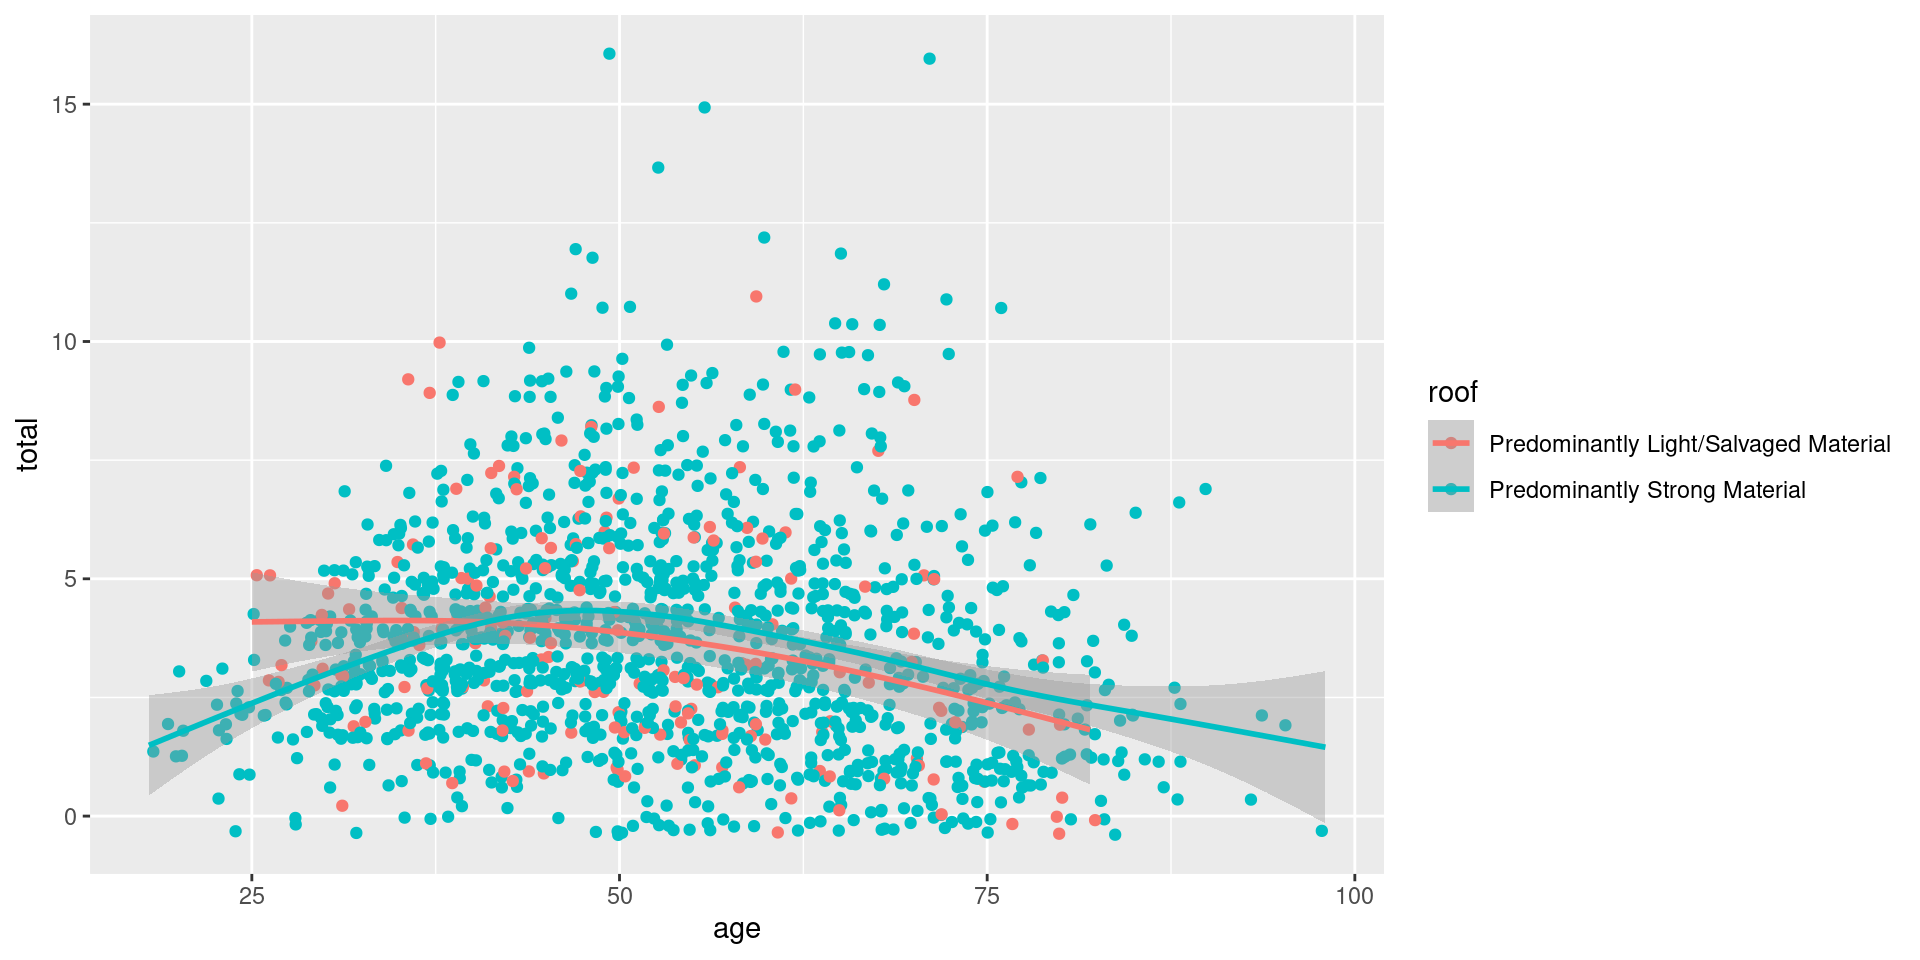 15
10
5
0
total
25
50
75
100
age
roof
Predominantly Light/Salvaged Material
Predominantly Strong Material